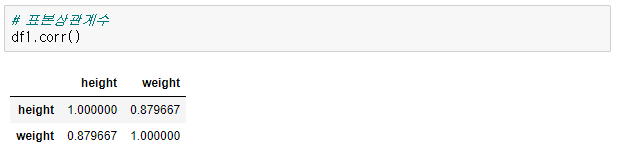 # 표본상관계수
df1.corr()
height weight
height 1.000000 0.879667
weight 0.879667 1.000000